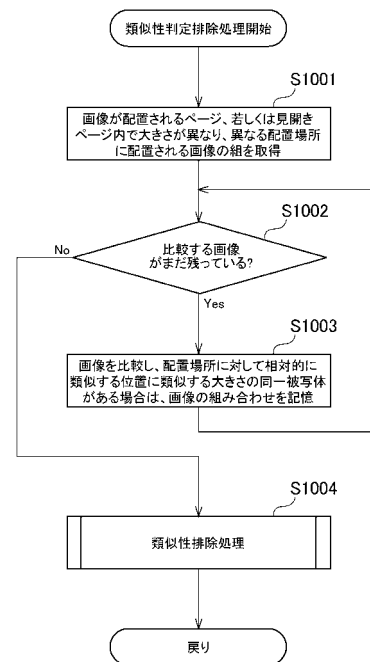 類似性判定排除処理開始
S1001
画像が配置されるページ、若しくは見開き
ページ内で大きさが異なり、異なる配置場所
に配置される画像の組を取得
S1002
比較する画像
がまだ残っている?
No
Yes
S1003
画像を比較し、配置場所に対して相対的に
類似する位置に類似する大きさの同一被写体
がある場合は、画像の組み合わせを記憶
S1004
類似性排除処理
戻り